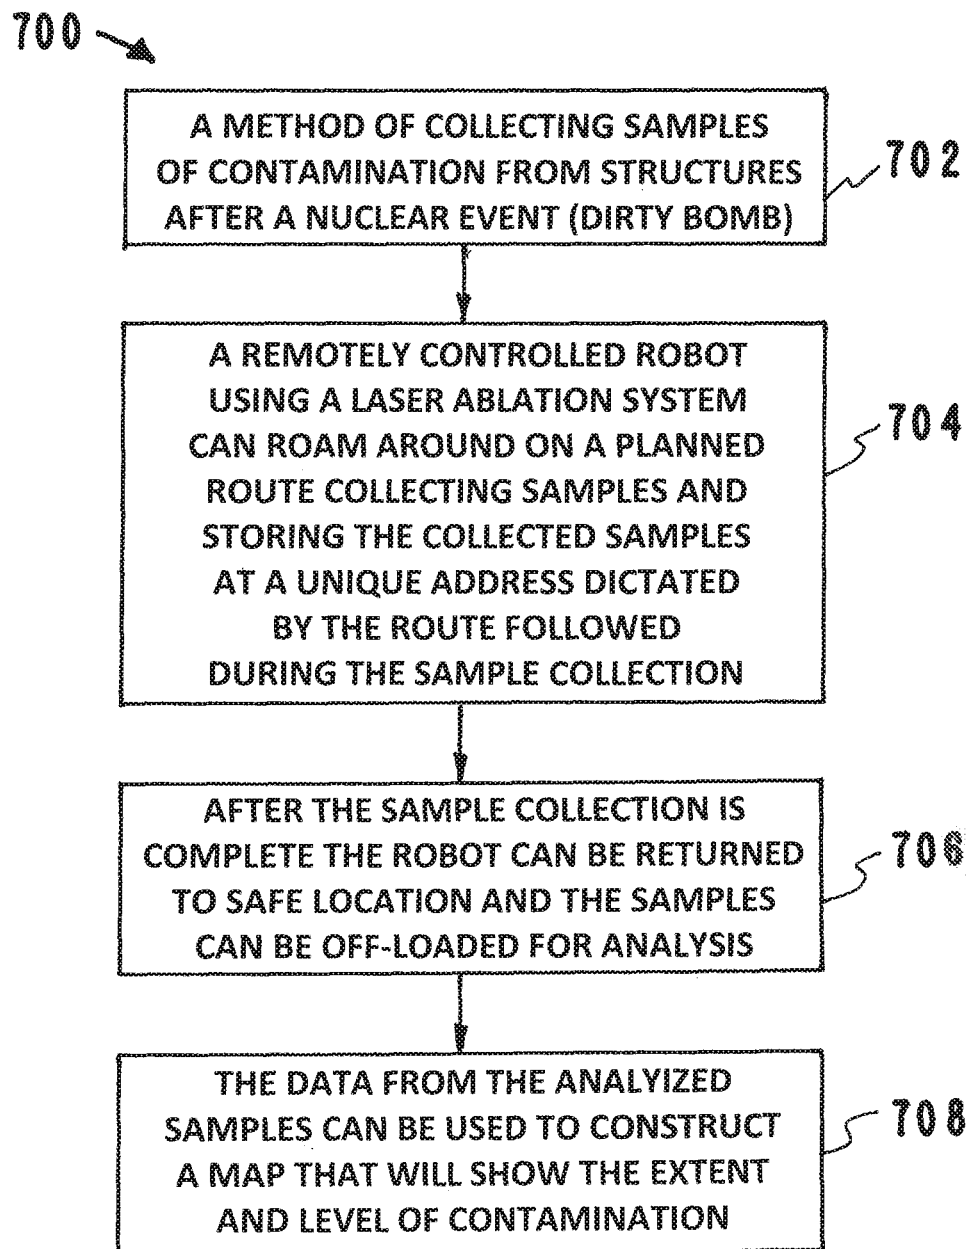 700
A METHOD OF COLLECTING SAMPLES
OF CONTAMINATION FROM STRUCTURES
AFTER A NUCLEAR EVENT (DIRTY BOMB)
702
A REMOTELY CONTROLLED ROBOT
USING A LASER ABLATION SYSTEM
CAN ROAM AROUND ON A PLANNED
ROUTE COLLECTING SAMPLES AND
STORING THE COLLECTED SAMPLES
AT A UNIQUE ADDRESS DICTATED
BY THE ROUTE FOLLOWED
DURING THE SAMPLE COLLECTION
704
AFTER THE SAMPLE COLLECTION IS
COMPLETE THE ROBOT CAN BE RETURNED
TO SAFE LOCATION AND THE SAMPLES
CAN BE OFF-LOADED FOR ANALYSIS
706
THE DATA FROM THE ANALYIZED
SAMPLES CAN BE USED TO CONSTRUCT
A MAP THAT WILL SHOW THE EXTENT
AND LEVEL OF CONTAMINATION
708